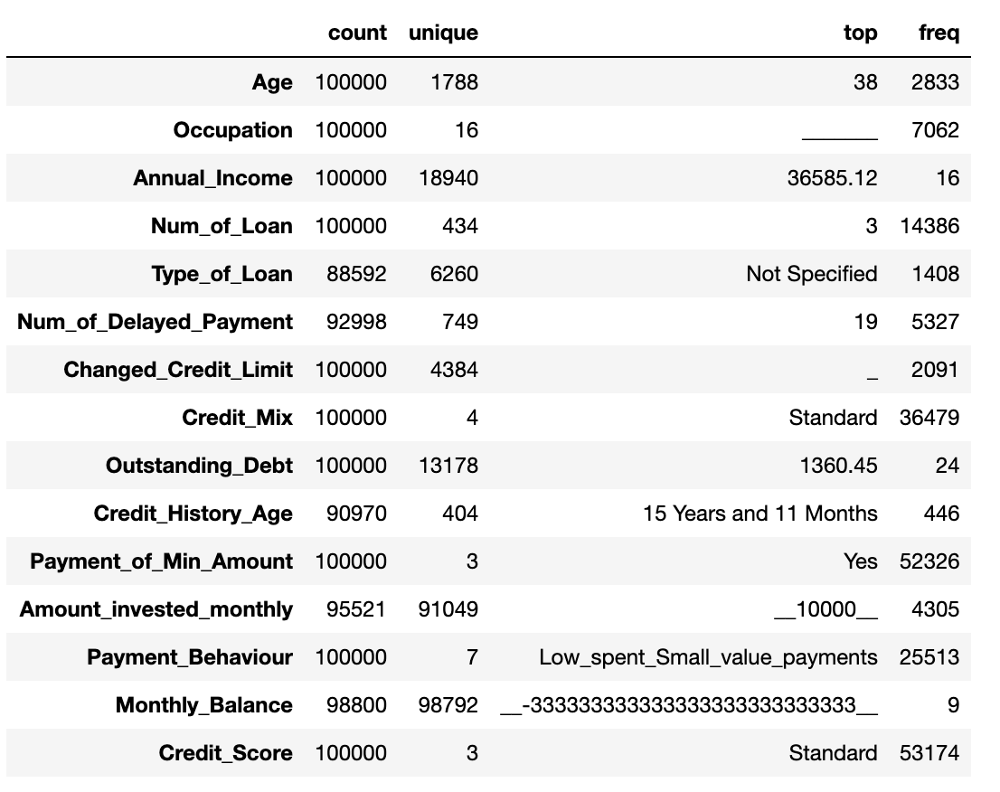 count unique top freq
Age 100000 1788 38 2833
Occupation 100000 16 _______ 7062
Annual_Income 100000 18940 36585.12 16
Num_of_Loan 100000 434 3 14386
Type_of_Loan 88592 6260 Not Specified 1408
Num_of_Delayed_Payment 92998 749 19 5327
Changed_Credit_Limit 100000 4384 _ 2091
Credit_Mix 100000 4 Standard 36479
Outstanding_Debt 100000 13178 1360.45 24
Credit_History_Age 90970 404 15 Years and 11 Months 446
Payment_of_Min_Amount 100000 3 Yes 52326
Amount_invested_monthly 95521 91049 __10000__ 4305
Payment_Behaviour 100000 7 Low_spent_Small_value_payments 25513
Monthly_Balance 98800 98792 __-333333333333333333333333333__ 9
Credit_Score 100000 3 Standard 53174